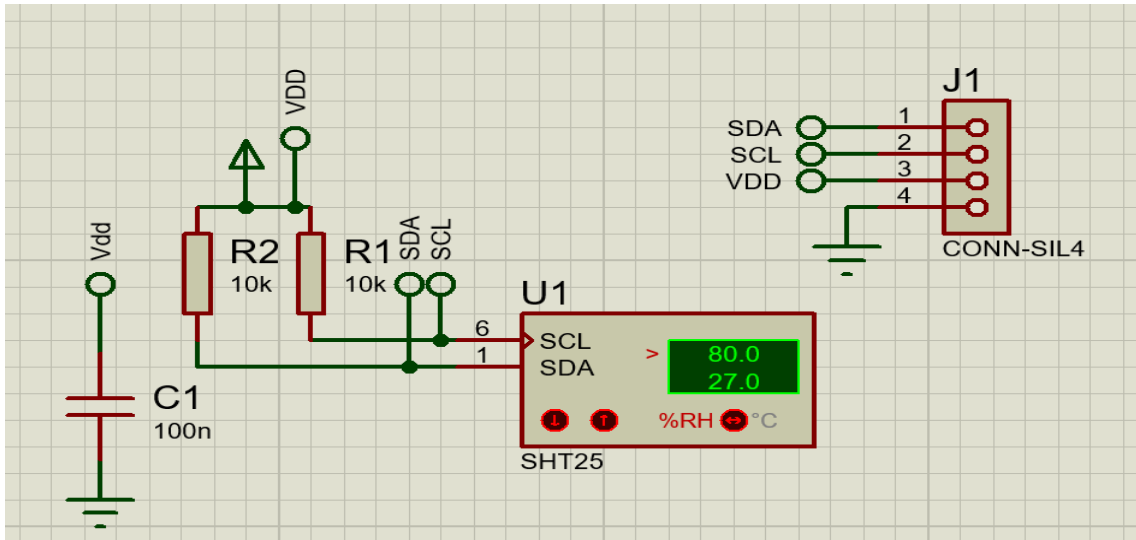 Vdd
C1
100n
VDD
R2
10k
R1
10k
SDA
SCL
U1
6
SCL
1
SDA
>
80.0
27.0
%RH
°C
SHT25
J1
SDA
1
SCL
2
VDD
3
4
CONN-SIL4